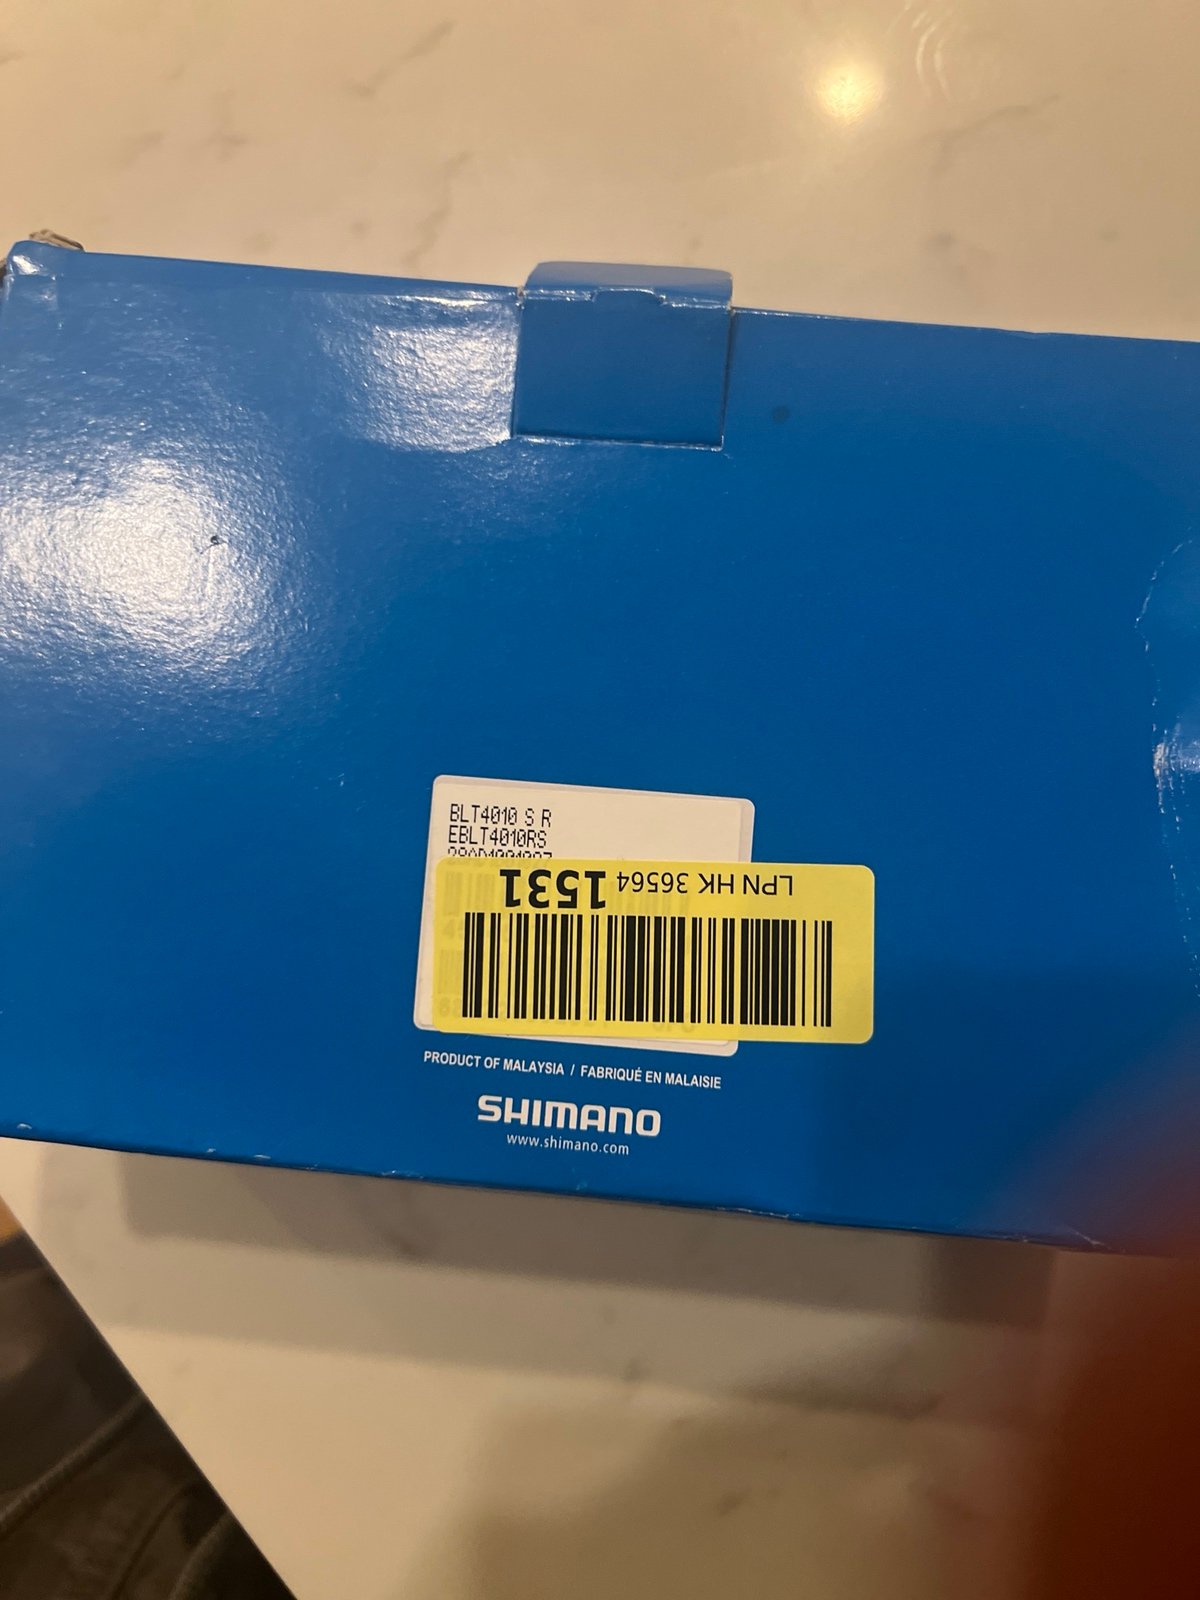 BLT4010 S R
EBLT4010RS
LPN HK 36564 1531
PRODUCT OF MALAYSIA / FABRIQUÉ EN MALAISIE
SHIMANO
www.shimano.com